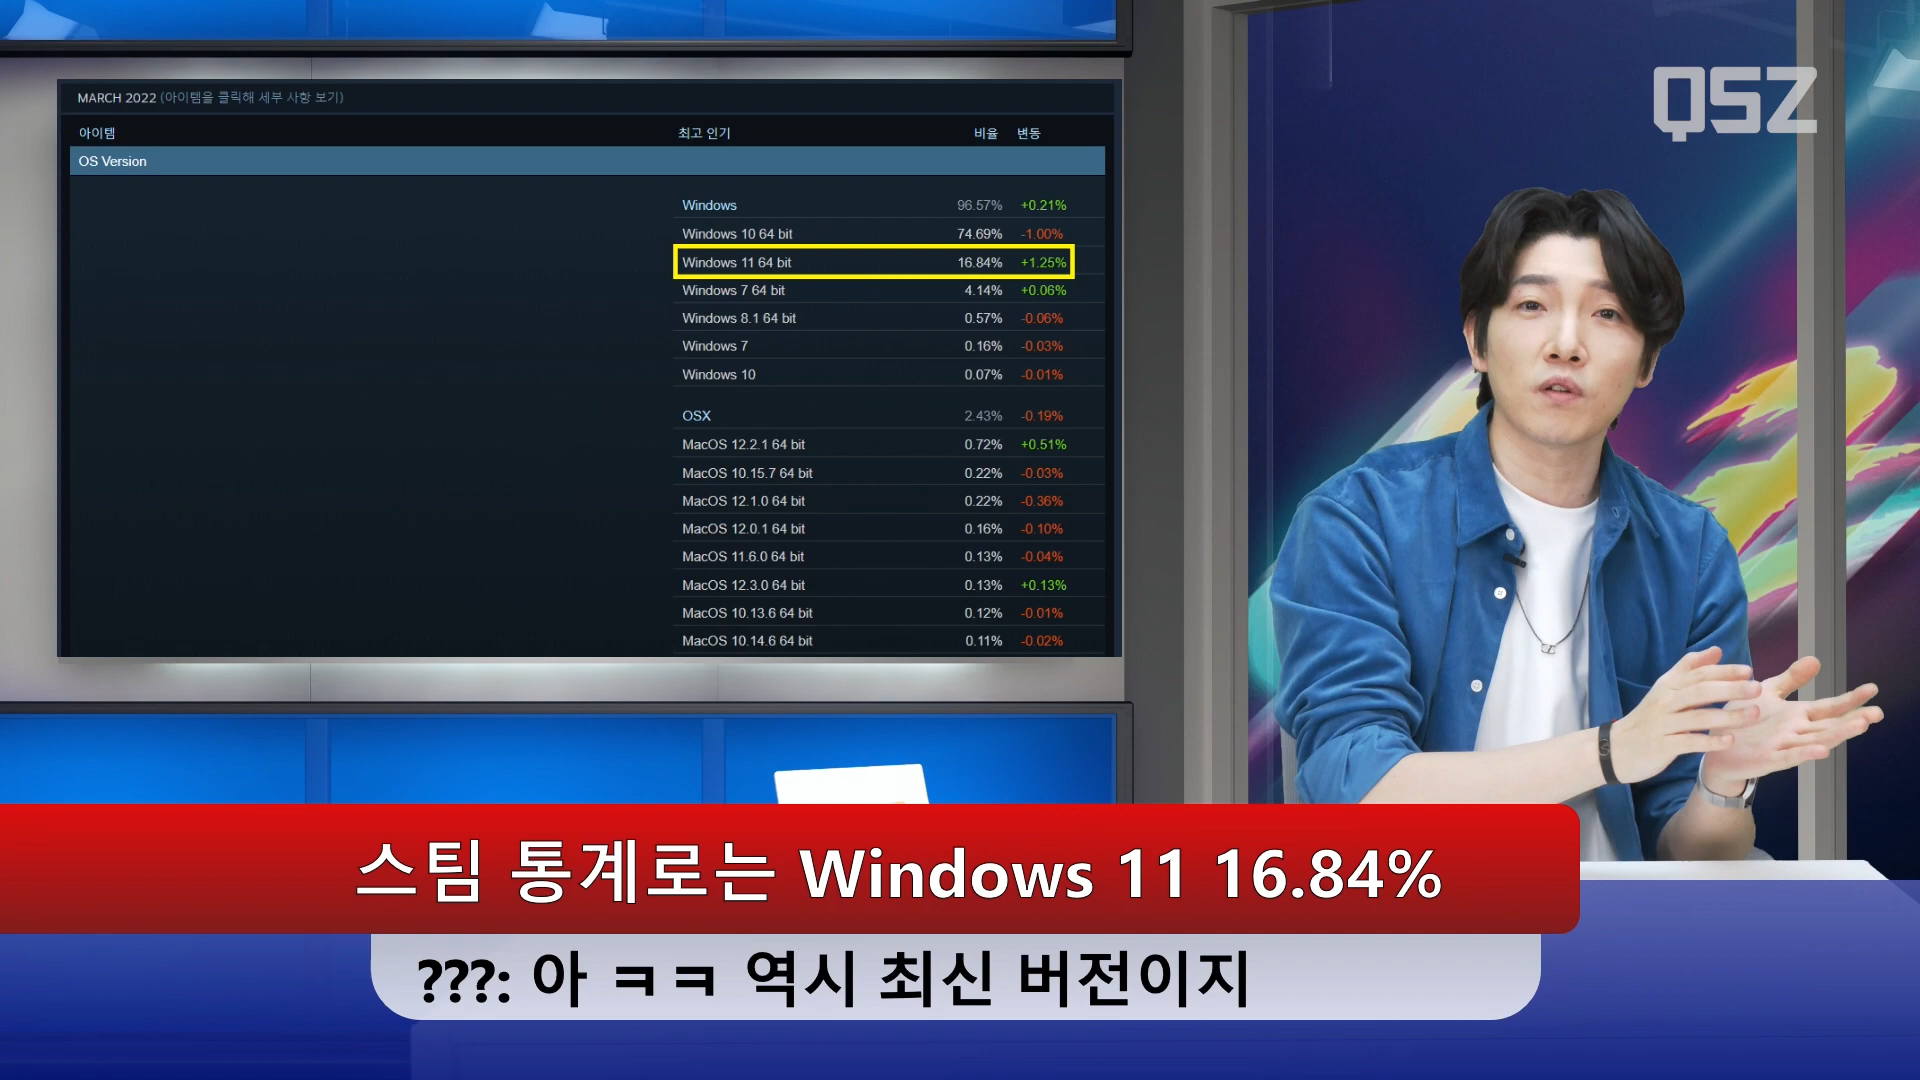 MARCH 2022 (아이템을 클릭해 세부 사항 보기)
아이템 최고 인기 비율 변동
OS Version
Windows 96.57% +0.21%
Windows 10 64 bit 74.69% -1.00%
Windows 11 64 bit 16.84% +1.25%
Windows 7 64 bit 4.14% +0.06%
Windows 8.1 64 bit 0.57% -0.06%
Windows 7 0.16% -0.03%
Windows 10 0.07% -0.01%
OSX 2.43% -0.19%
MacOS 12.2.1 64 bit 0.72% +0.51%
MacOS 10.15.7 64 bit 0.22% -0.03%
MacOS 12.1.0 64 bit 0.22% -0.36%
MacOS 12.0.1 64 bit 0.16% -0.10%
MacOS 11.6.0 64 bit 0.13% -0.04%
MacOS 12.3.0 64 bit 0.13% +0.13%
MacOS 10.13.6 64 bit 0.12% -0.01%
MacOS 10.14.6 64 bit 0.11% -0.02%
QSZ
스팀 통계로는 Windows 11 16.84%
???: 아 ㅋㅋ 역시 최신 버전이지